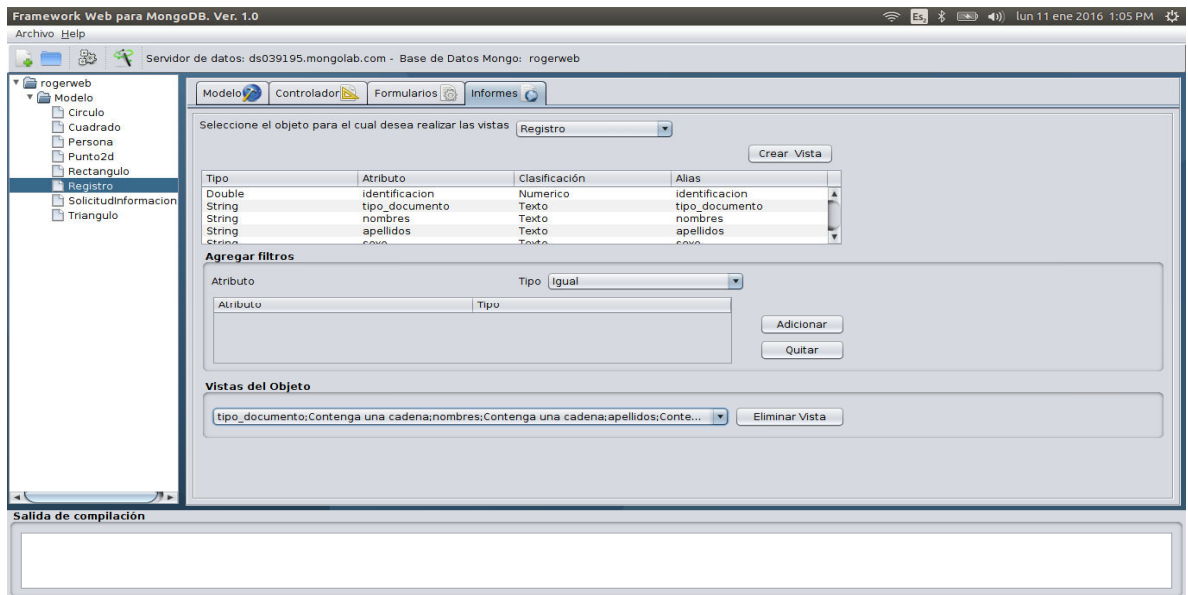 Framework Web para MongoDB. Ver. 1.0
Es2 lun 11 ene 2016 1:05 PM
Archivo Help
Servidor de datos: ds039195.mongolab.com - Base de Datos Mongo: rogerweb
rogerweb
Modelo
Circulo
Cuadrado
Persona
Punto2d
Rectangulo
Registro
SolicitudInformacion
Triangulo
Modelo Controlador Formularios Informes
Seleccione el objeto para el cual desea realizar las vistas Registro
Crear Vista
Tipo Atributo Clasificación Alias
Double identificacion Numerico identificacion
String tipo_documento Texto tipo_documento
String nombres Texto nombres
String apellidos Texto apellidos
String sexo Texto sexo
Agregar filtros
Atributo Tipo Igual
Atributo Tipo
Adicionar
Quitar
Vistas del Objeto
tipo_documento;Contenga una cadena;nombres;Contenga una cadena;apellidos;Conte... Eliminar Vista
Salida de compilación